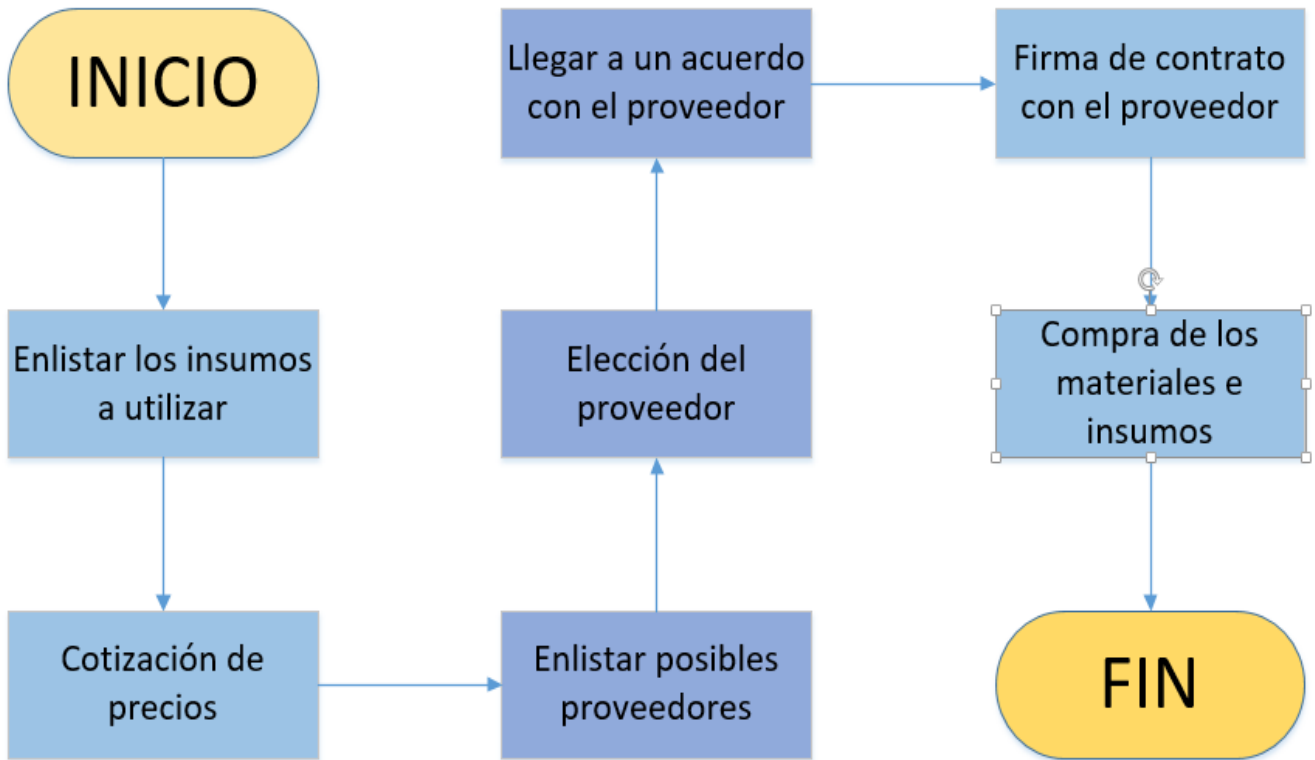 INICIO
Enlistar los insumos
a utilizar
Cotización de
precios
Enlistar posibles
proveedores
Elección del
proveedor
Llegar a un acuerdo
con el proveedor
Firma de contrato
con el proveedor
Compra de los
materiales e
insumos
FIN